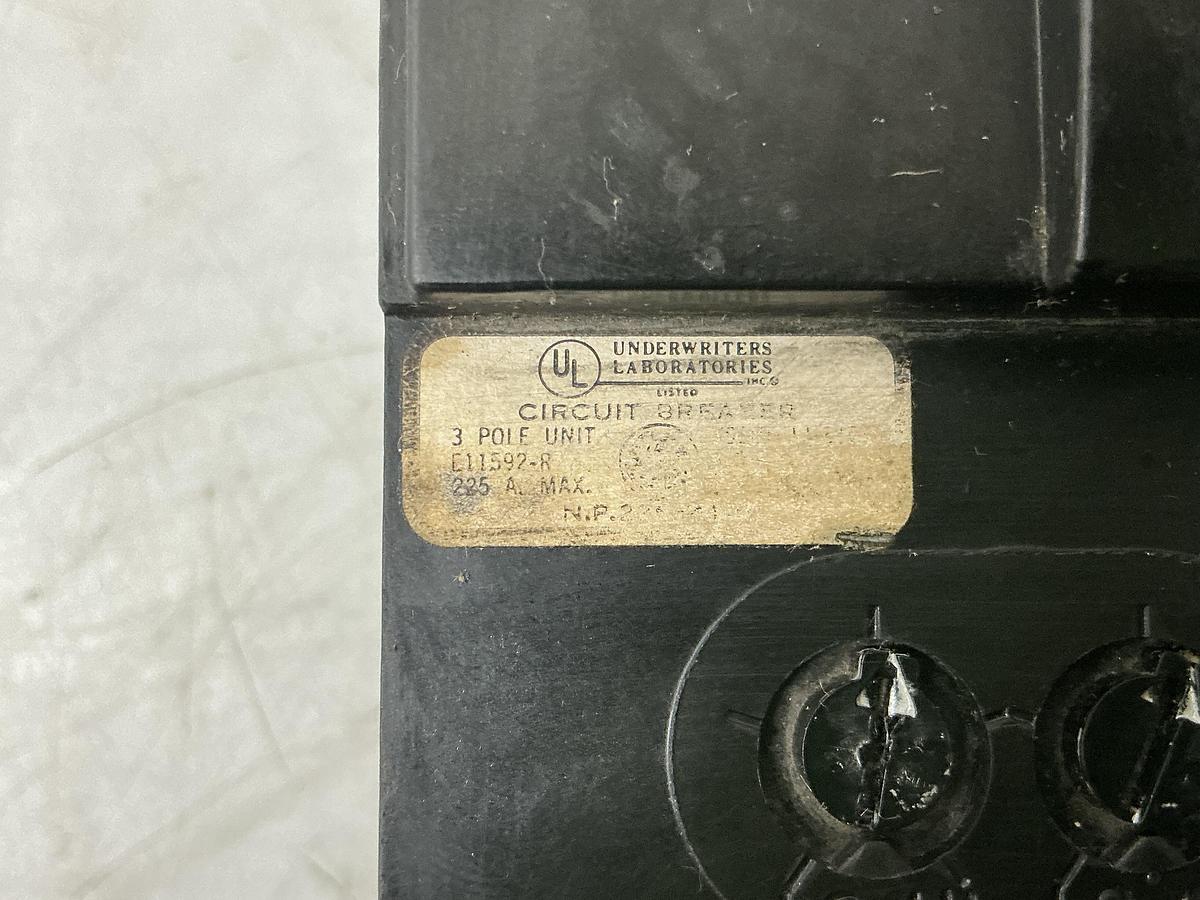 UL UNDERWRITERS
LABORATORIES
INC.®
LISTED
CIRCUIT BREAKER
3 POLE UNIT
E11592-R
225 A. MAX.
N.P.